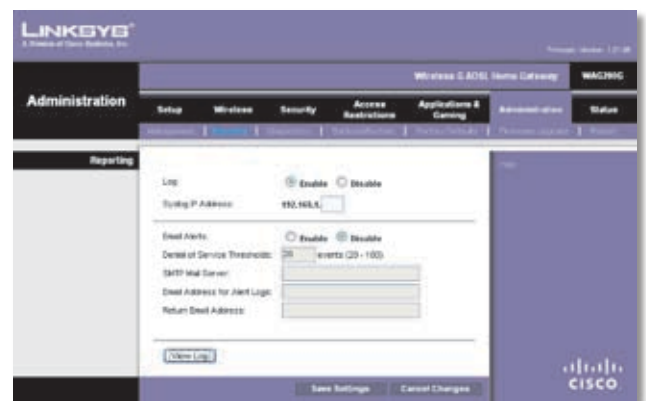 LINKSYS®
A Division of Cisco Systems, Inc.
Wireless-G ADSL Home Gateway WAG200G
Administration
Setup Wireless Security Access Restrictions Applications & Gaming Administration Status
Reporting
Log: Enable Disable
Syslog IP Address: 192.168.1.
Email Alerts: Enable Disable
Denial of Service Thresholds: 20 events (20 - 100)
SMTP Mail Server:
Email Address for Alert Logs:
Return Email Address:
View Log
Save Settings Cancel Changes
CISCO